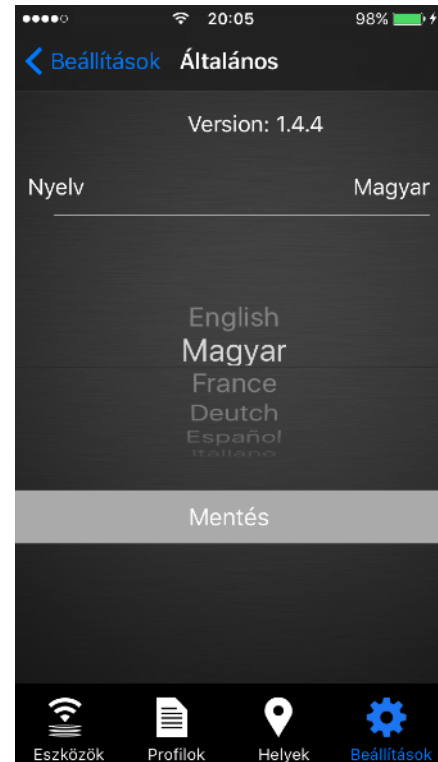 20:05 98%
Beállítások Általános
Version: 1.4.4
Nyelv Magyar
English
Magyar
France
Deutch
Español
Italiano
Mentés
Eszközök Profilok Helyek Beállítások